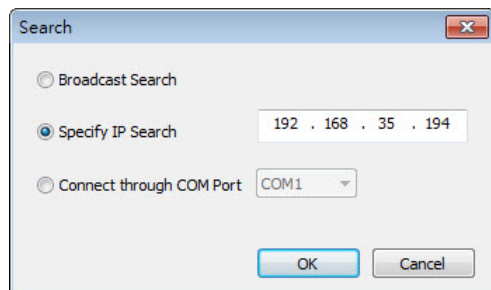 Search
Broadcast Search
Specify IP Search 192 . 168 . 35 . 194
Connect through COM Port COM1
OK Cancel